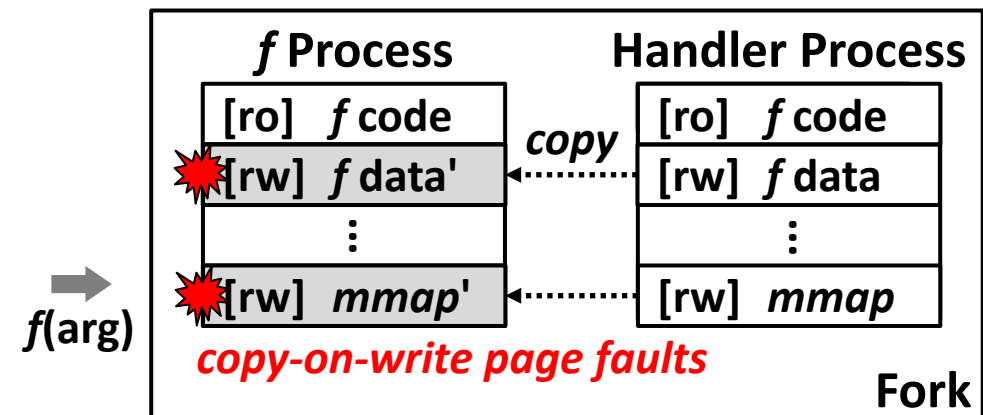 f Process
Handler Process
[ro] f code
[rw] f data'
⋮
[rw] mmap'
copy
[ro] f code
[rw] f data
⋮
[rw] mmap
f(arg)
copy-on-write page faults
Fork